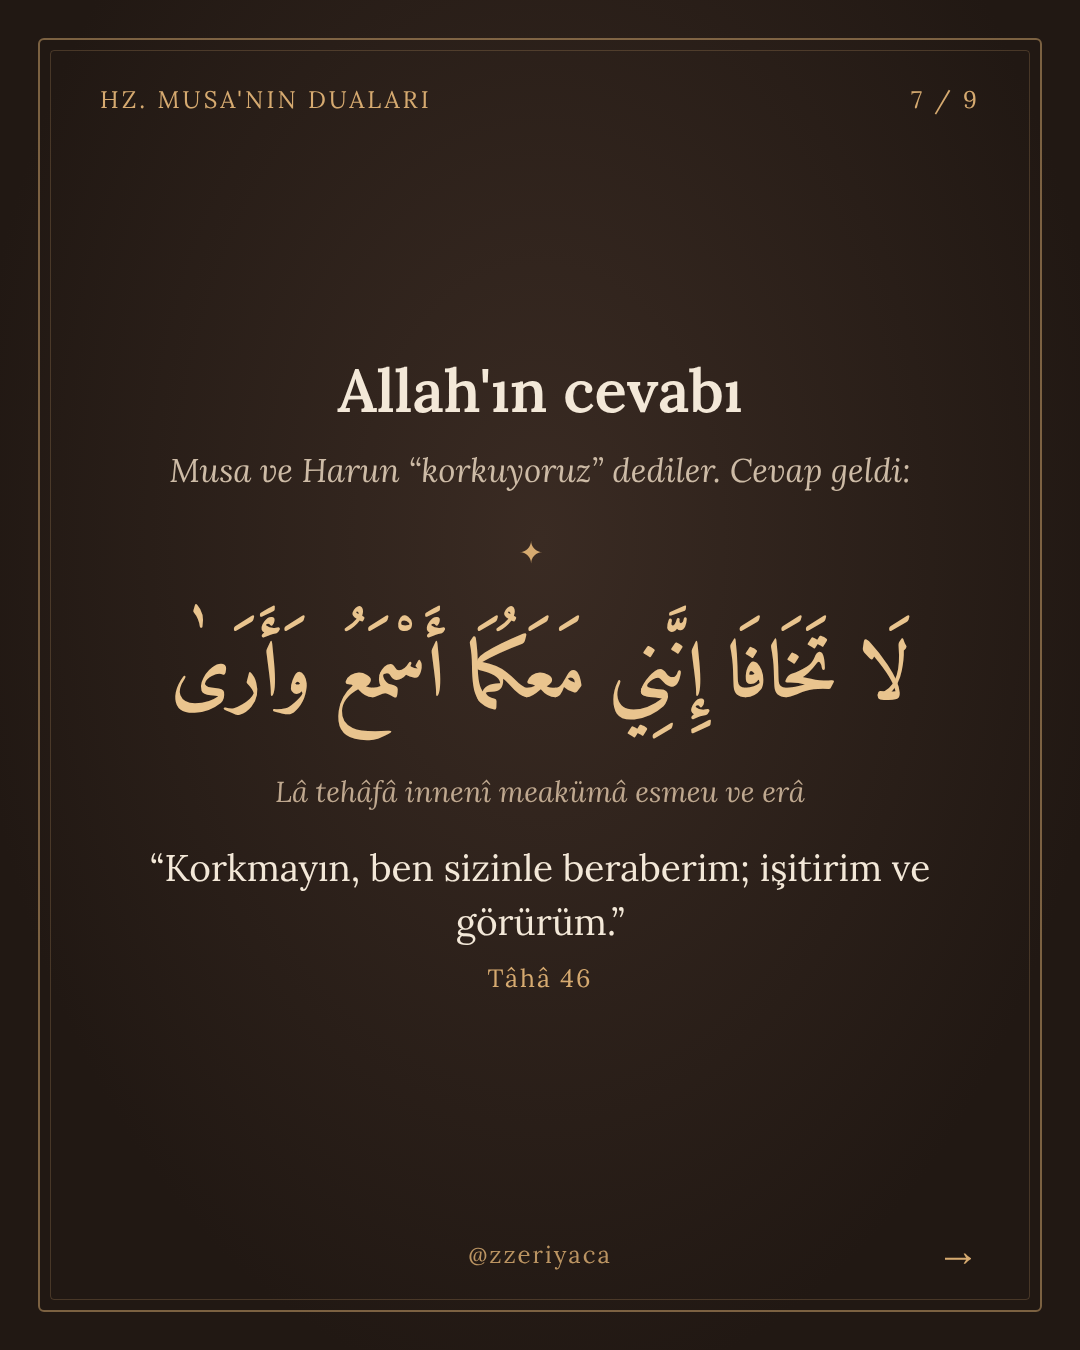 HZ. MUSA'NIN DUALARI
7 / 9
Allah'ın cevabı
Musa ve Harun “korkuyoruz” dediler. Cevap geldi:
لَا تَخَافَا إِنَّنِي مَعَكُمَا أَسْمَعُ وَأَرَىٰ
Lâ tehâfâ innenî meakümâ esmeu ve erâ
“Korkmayın, ben sizinle beraberim; işitirim ve
görürüm.”
Tâhâ 46
@zzeriyaca
→